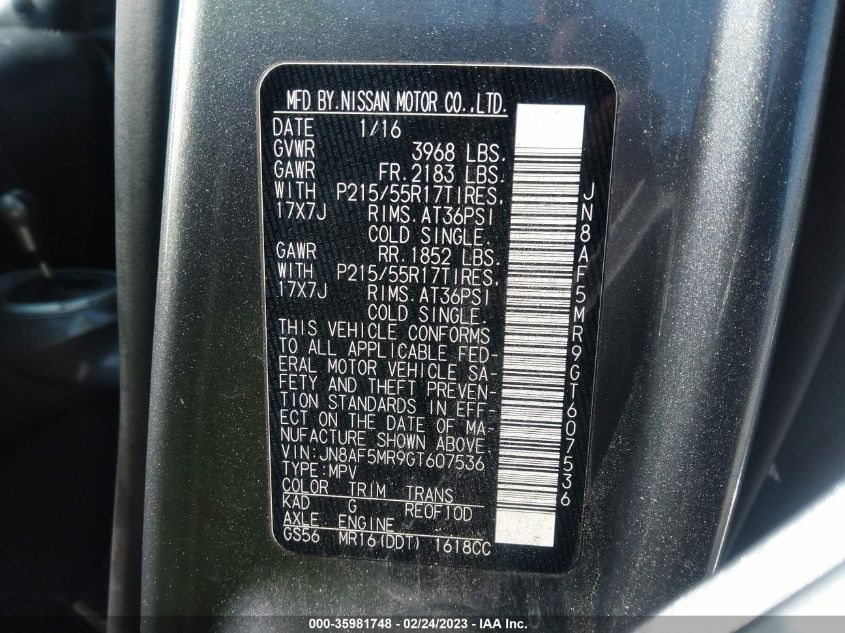 MFD BY.NISSAN MOTOR CO.,LTD.
DATE 1/16
GVWR 3968 LBS.
GAWR FR.2183 LBS.
WITH P215/55R17TIRES,
17X7J RIMS.AT36PSI
COLD SINGLE.
GAWR RR.1852 LBS.
WITH P215/55R17TIRES,
17X7J RIMS.AT36PSI
COLD SINGLE.
THIS VEHICLE CONFORMS
TO ALL APPLICABLE FED-
ERAL MOTOR VEHICLE SA-
FETY AND THEFT PREVEN-
TION STANDARDS IN EFF-
ECT ON THE DATE OF MA-
NUFACTURE SHOWN ABOVE.
VIN:JN8AF5MR9GT607536
TYPE:MPV
COLOR TRIM TRANS
KAD G RE0F10D
AXLE ENGINE
GS56 MR16(DDT) 1618CC
JN8AF5MR9GT607536
000-35981748 - 02/24/2023 - IAA Inc.